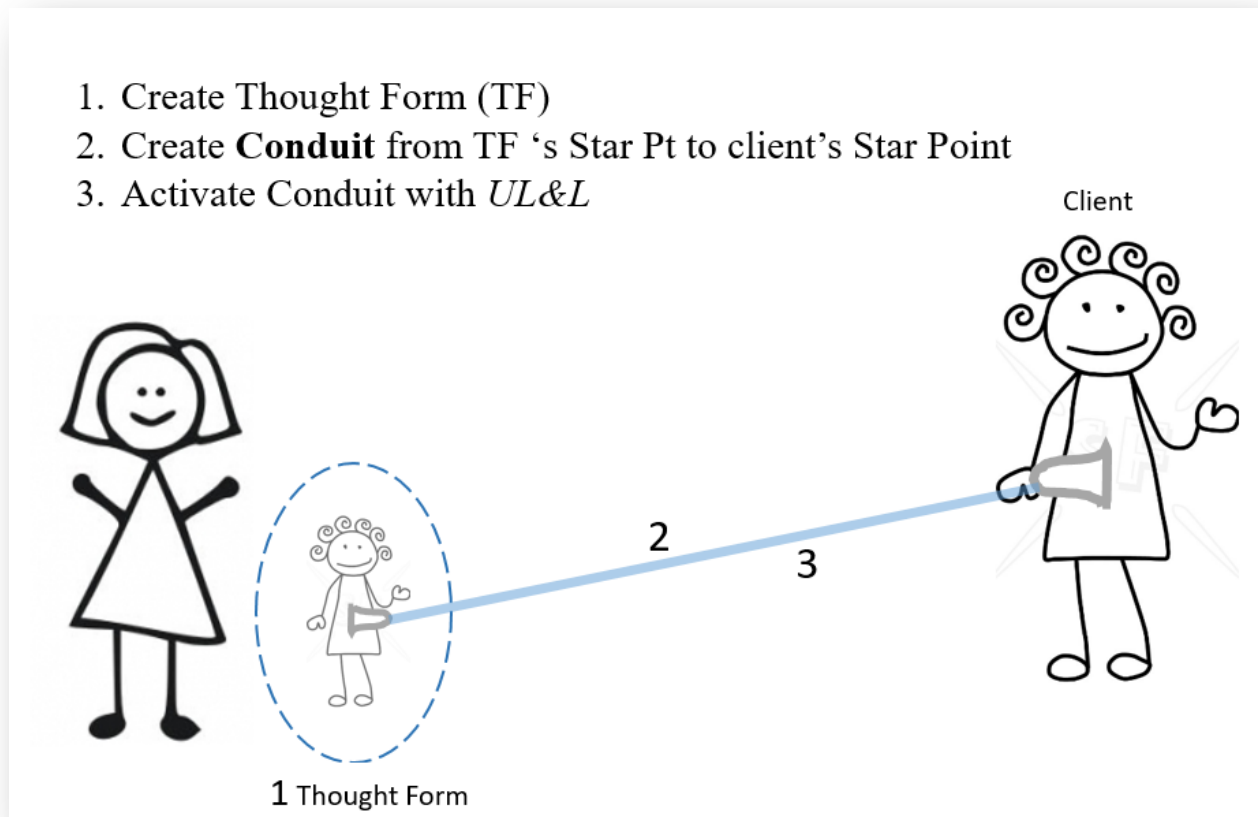 1. Create Thought Form (TF)
2. Create Conduit from TF ‘s Star Pt to client’s Star Point
3. Activate Conduit with UL&L
Client
2
3
1 Thought Form